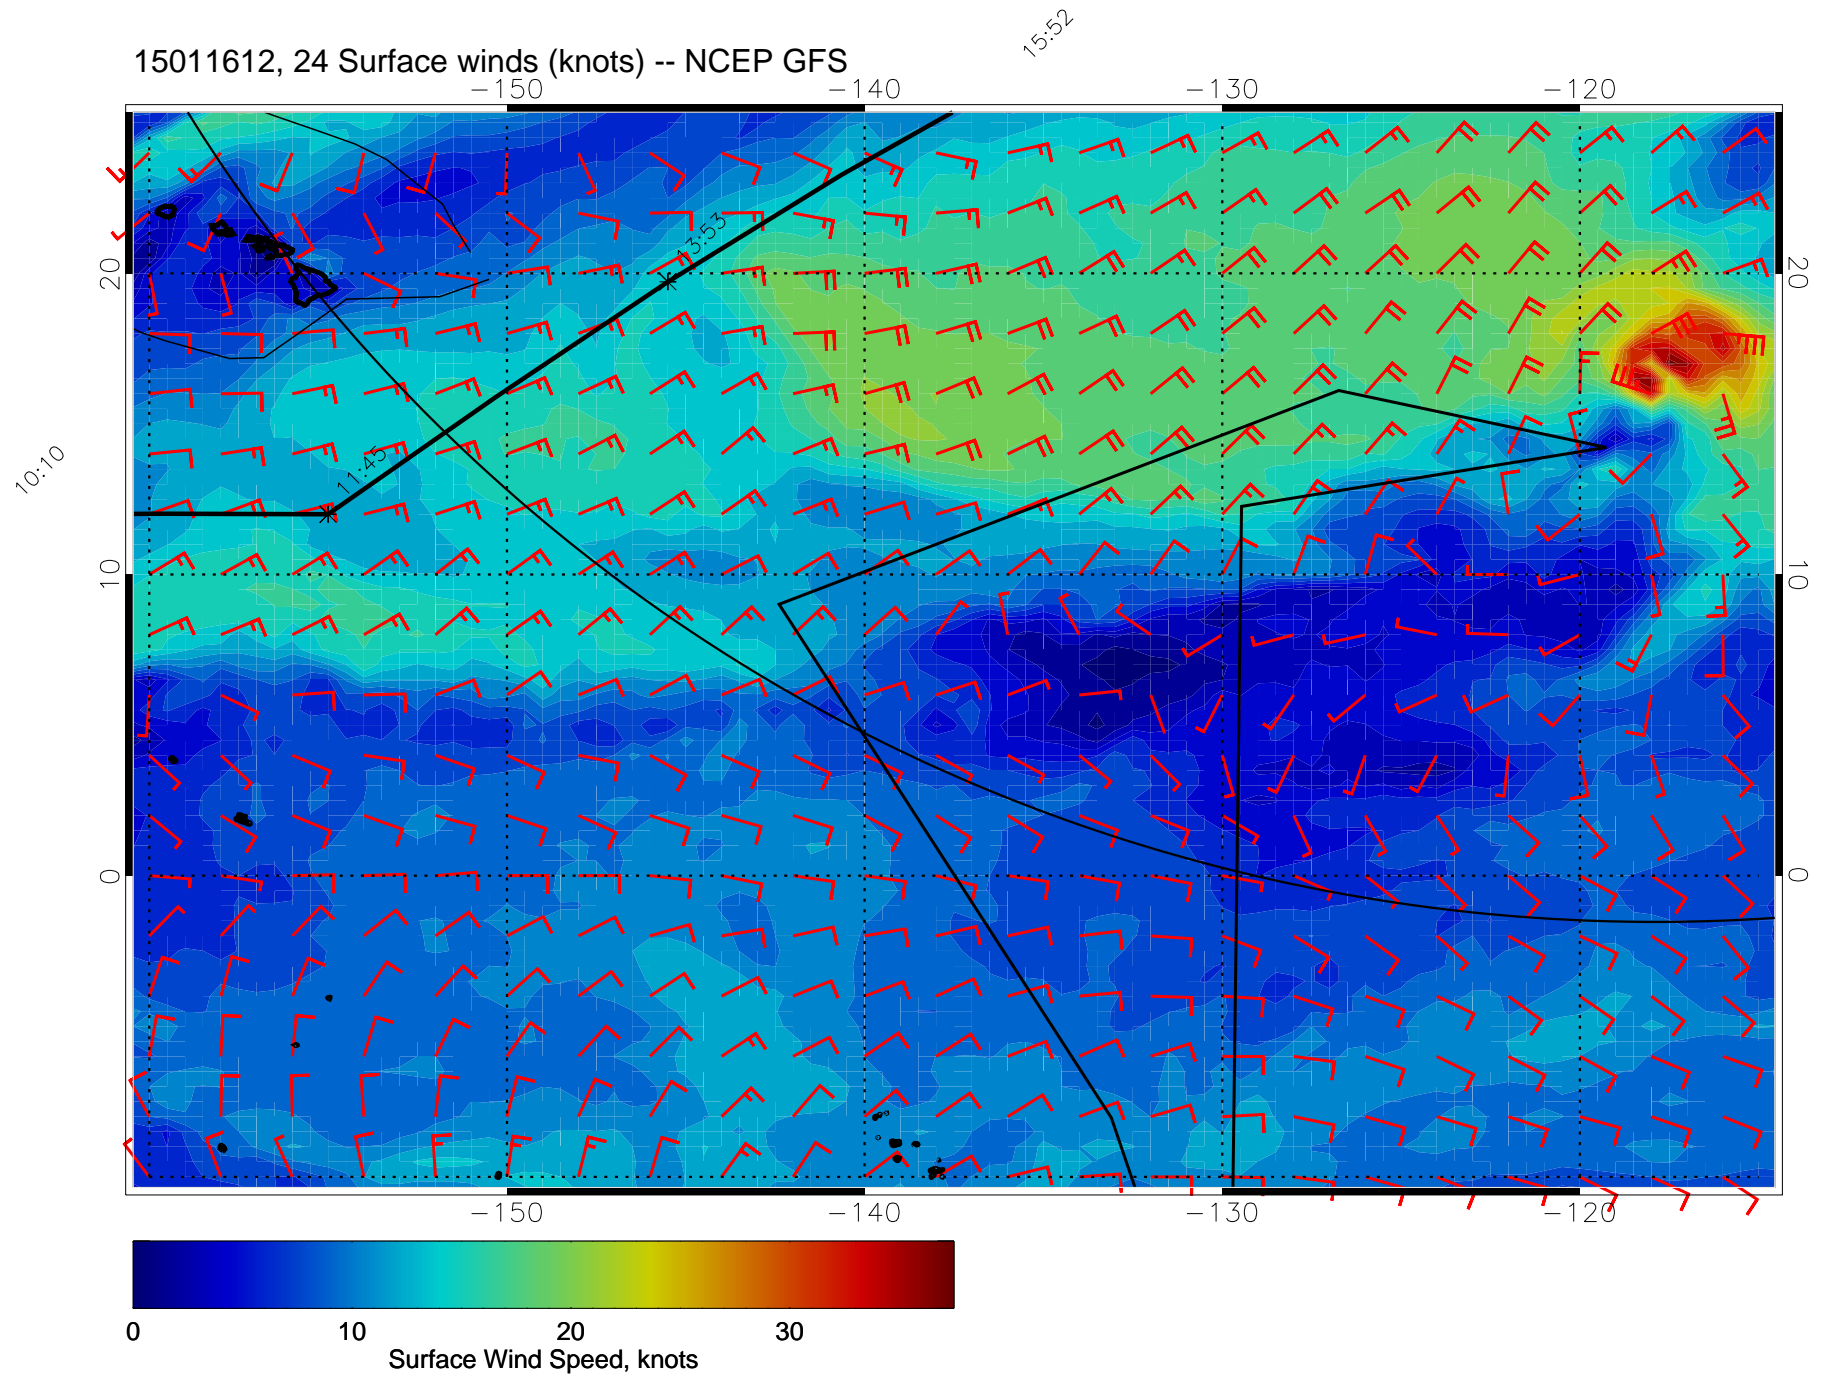 15:52
15011612, 24 Surface winds (knots) -- NCEP GFS
−150 −140 −130 −120
13:53
20 20
10:10
11:45
10 10
0 0
−150 −140 −130 −120
0 10 20 30
Surface Wind Speed, knots